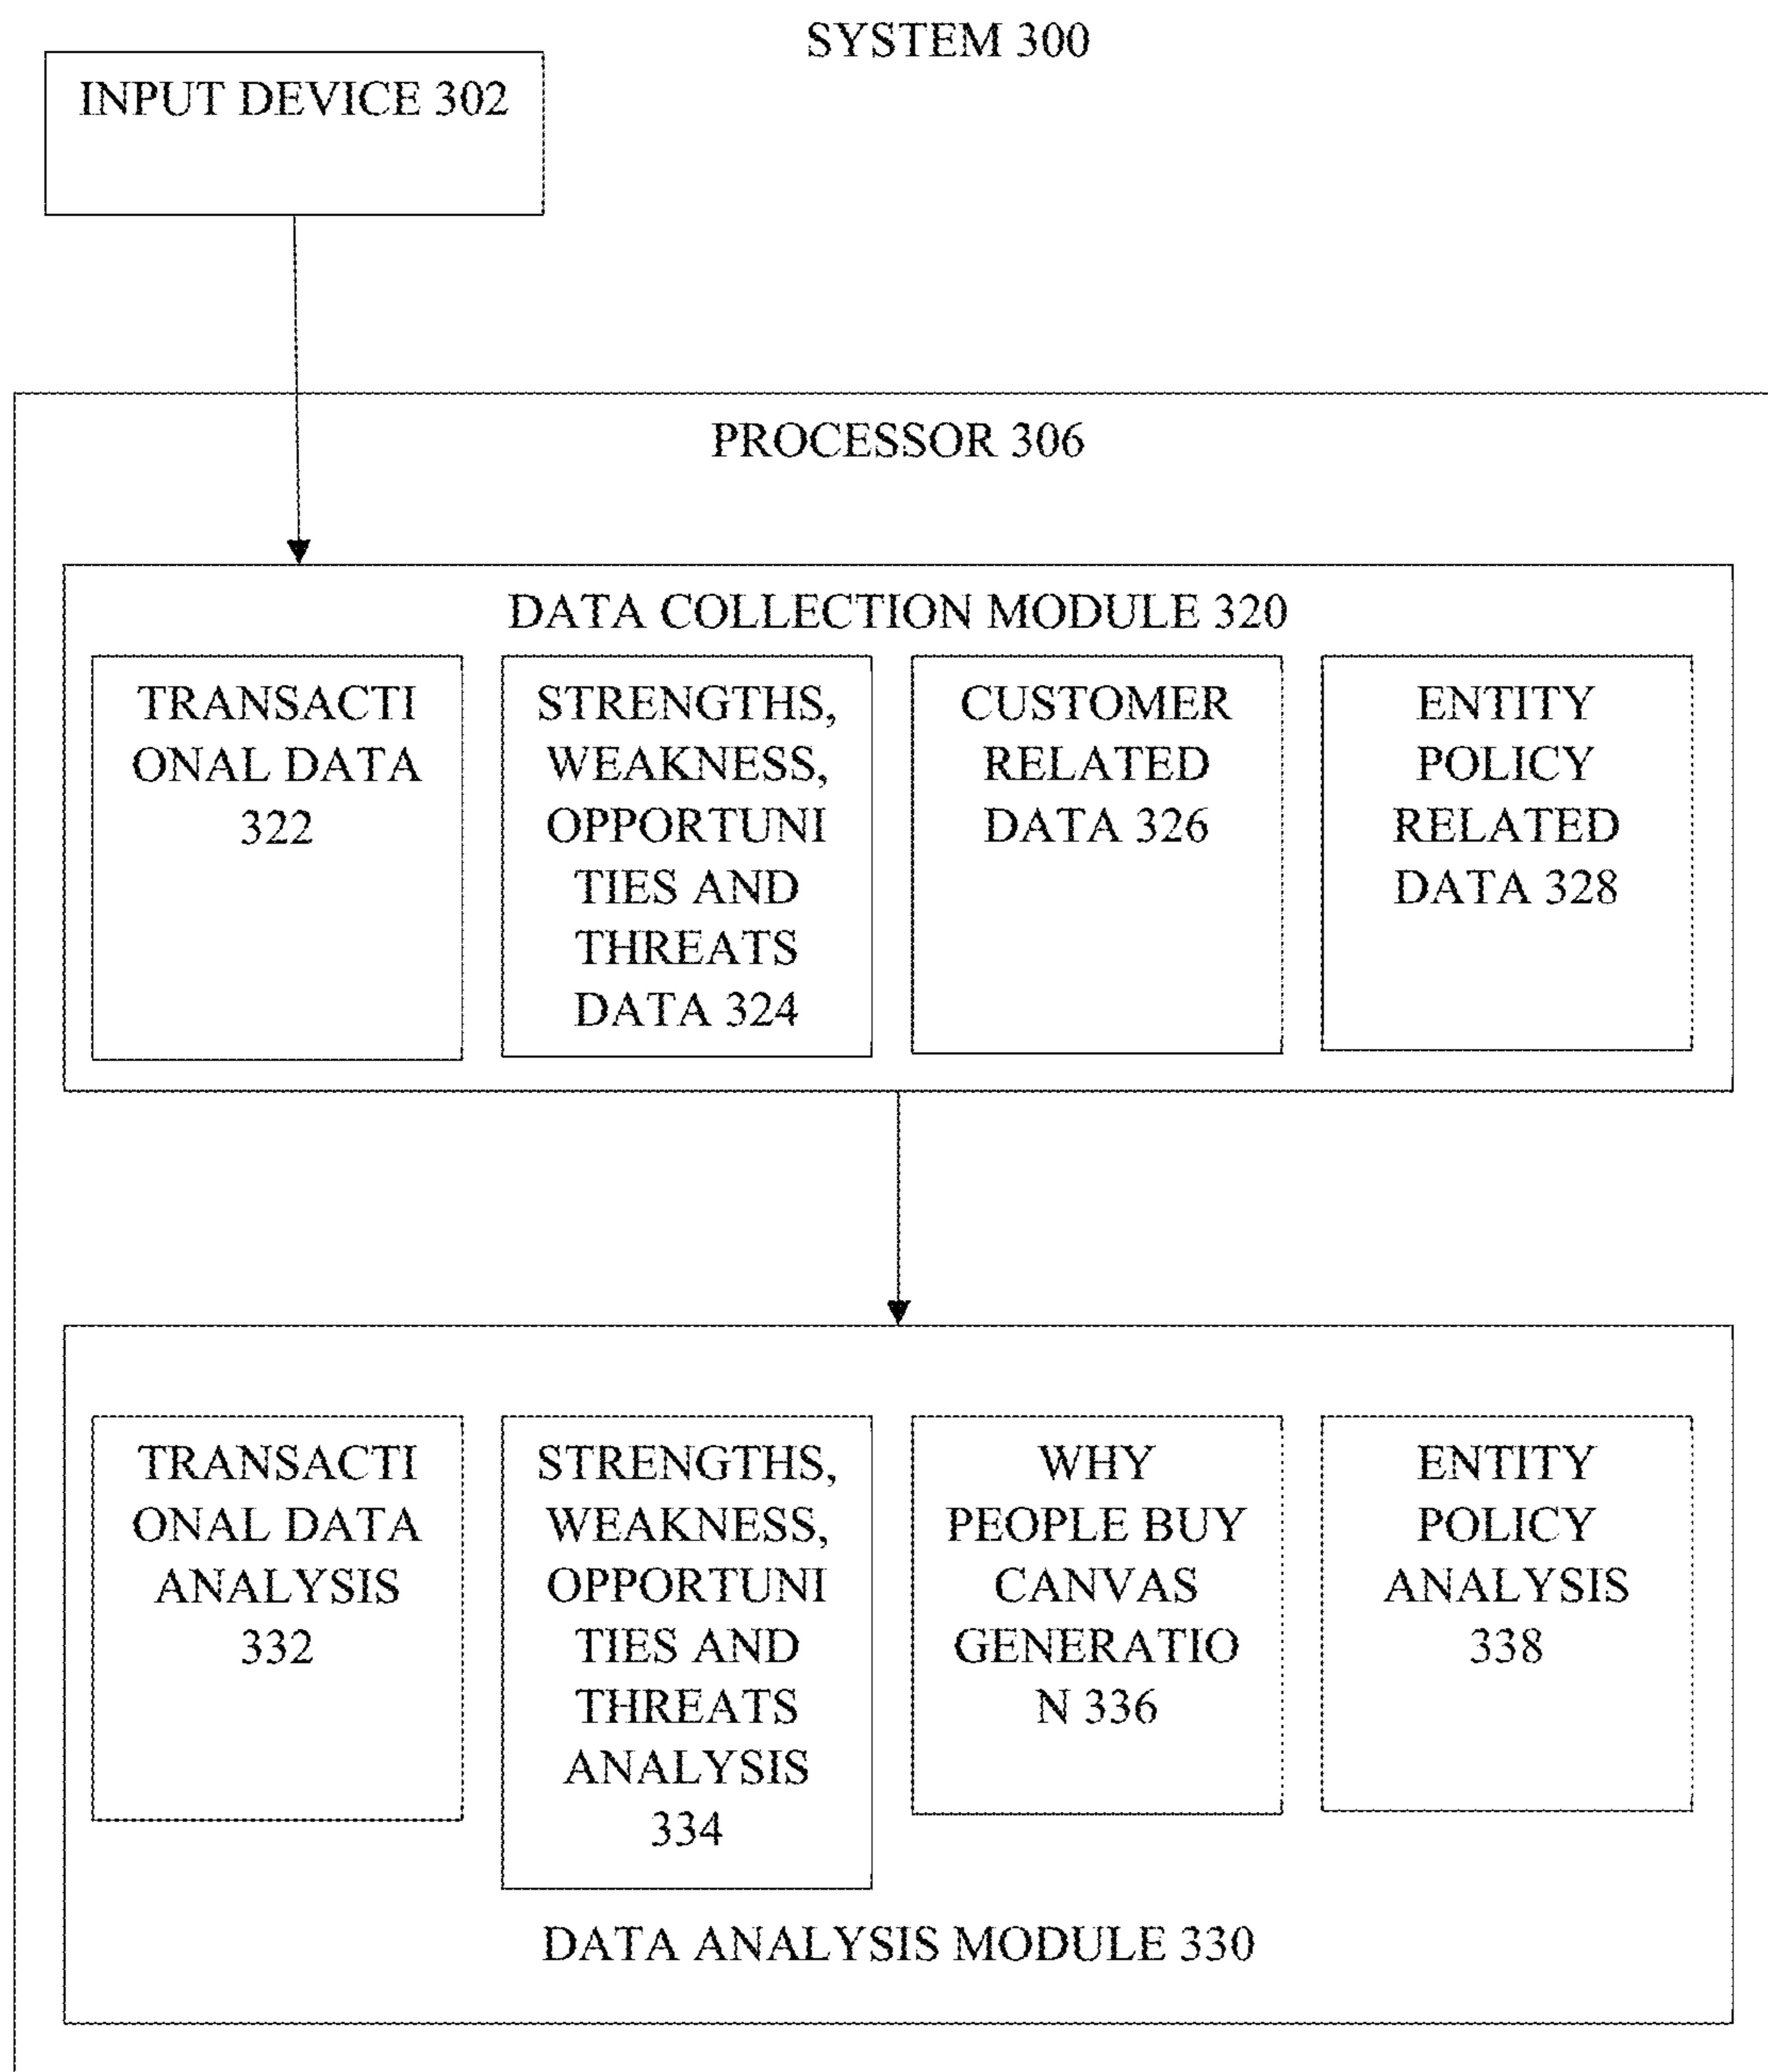 SYSTEM 300
INPUT DEVICE 302
PROCESSOR 306
DATA COLLECTION MODULE 320
TRANSACTI
ONAL DATA
322
STRENGTHS,
WEAKNESS,
OPPORTUNI
TIES AND
THREATS
DATA 324
CUSTOMER
RELATED
DATA 326
ENTITY
POLICY
RELATED
DATA 328
TRANSACTI
ONAL DATA
ANALYSIS
332
STRENGTHS,
WEAKNESS,
OPPORTUNI
TIES AND
THREATS
ANALYSIS
334
WHY
PEOPLE BUY
CANVAS
GENERATIO
N 336
ENTITY
POLICY
ANALYSIS
338
DATA ANALYSIS MODULE 330